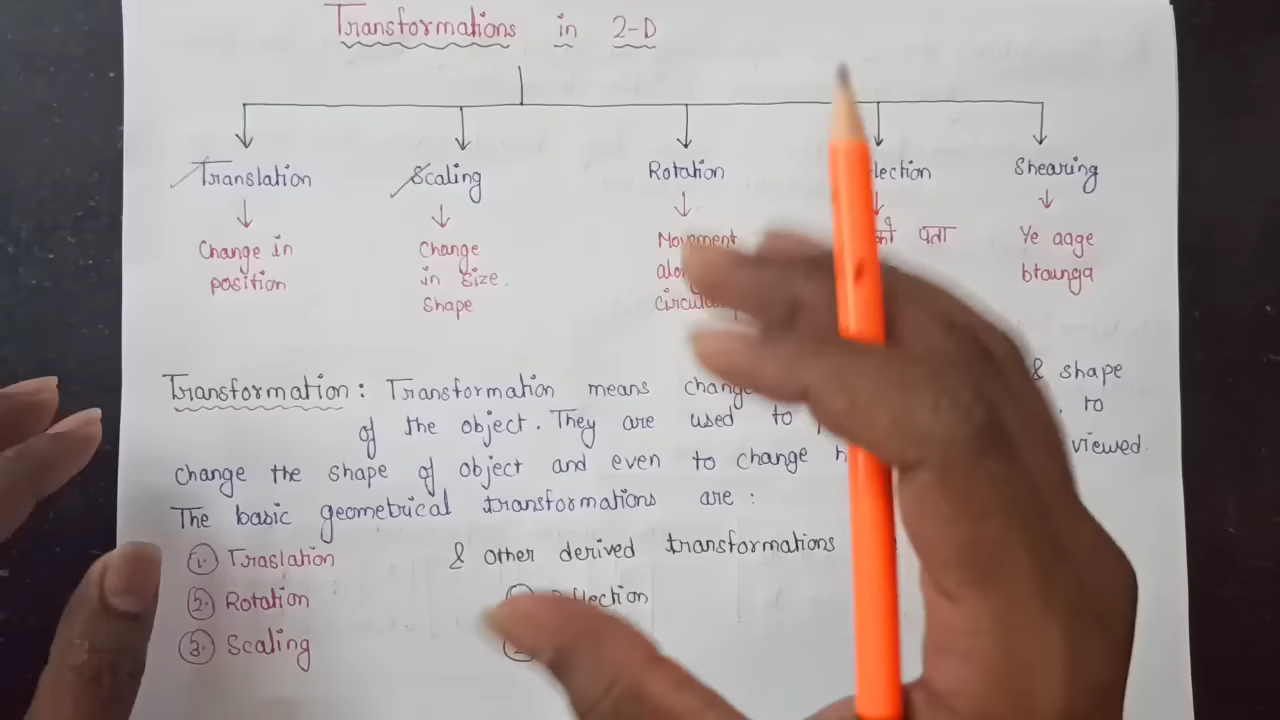 Transformations in 2-D
Translation Scaling Rotation Shearing
Change in position
Change in size. shape
Movement
पता
Ye aage btaunga
Transformation : Transformation means & shape
of the object. They are used to to
change the shape of object and even to change viewed.
The basic geometrical transformations are :
1. Traslation & other derived transformations
2. Rotation
3. Scaling